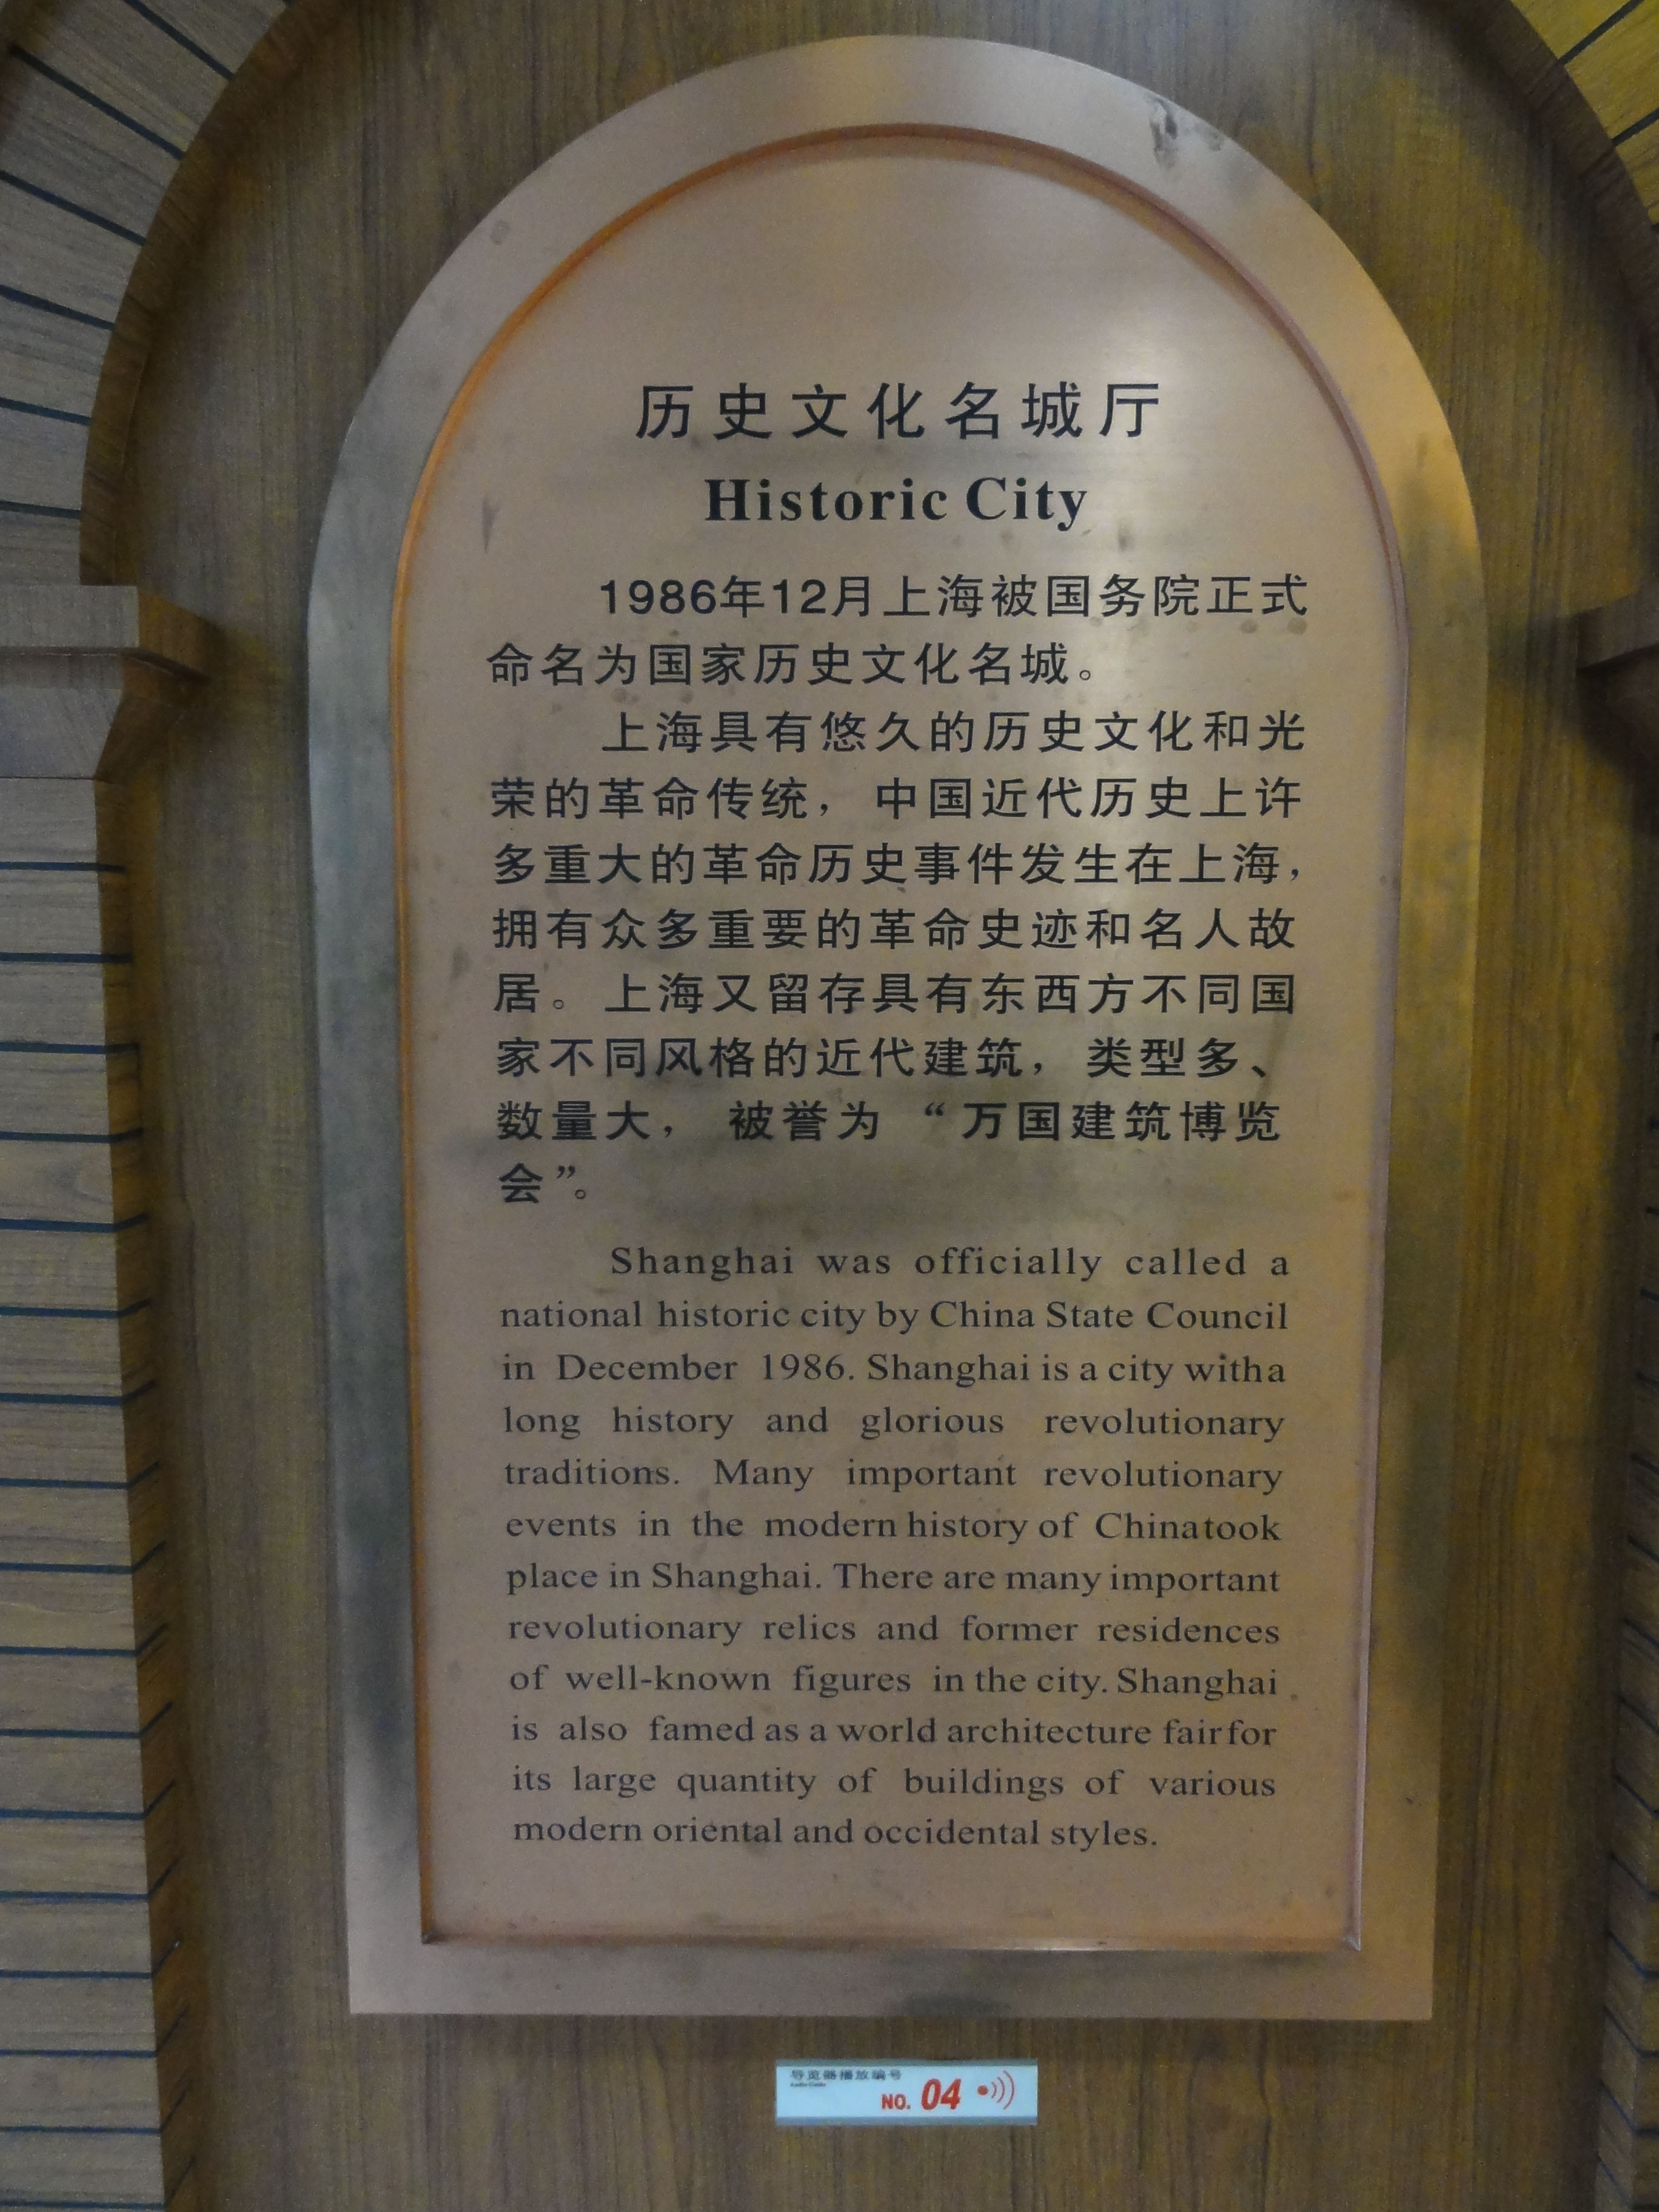 历史文化名城厅
Historic City
1986年12月上海被国务院正式
命名为国家历史文化名城。
上海具有悠久的历史文化和光
荣的革命传统，中国近代历史上许
多重大的革命历史事件发生在上海，
拥有众多重要的革命史迹和名人故
居。上海又留存具有东西方不同国
家不同风格的近代建筑，类型多、
数量大，被誉为“万国建筑博览
会”。
Shanghai was officially called a
national historic city by China State Council
in December 1986. Shanghai is a city with a
long history and glorious revolutionary
traditions. Many important revolutionary
events in the modern history of China took
place in Shanghai. There are many important
revolutionary relics and former residences
of well-known figures in the city. Shanghai
is also famed as a world architecture fair for
its large quantity of buildings of various
modern oriental and occidental styles.
导览器播放编号
Audio Guide
NO. 04